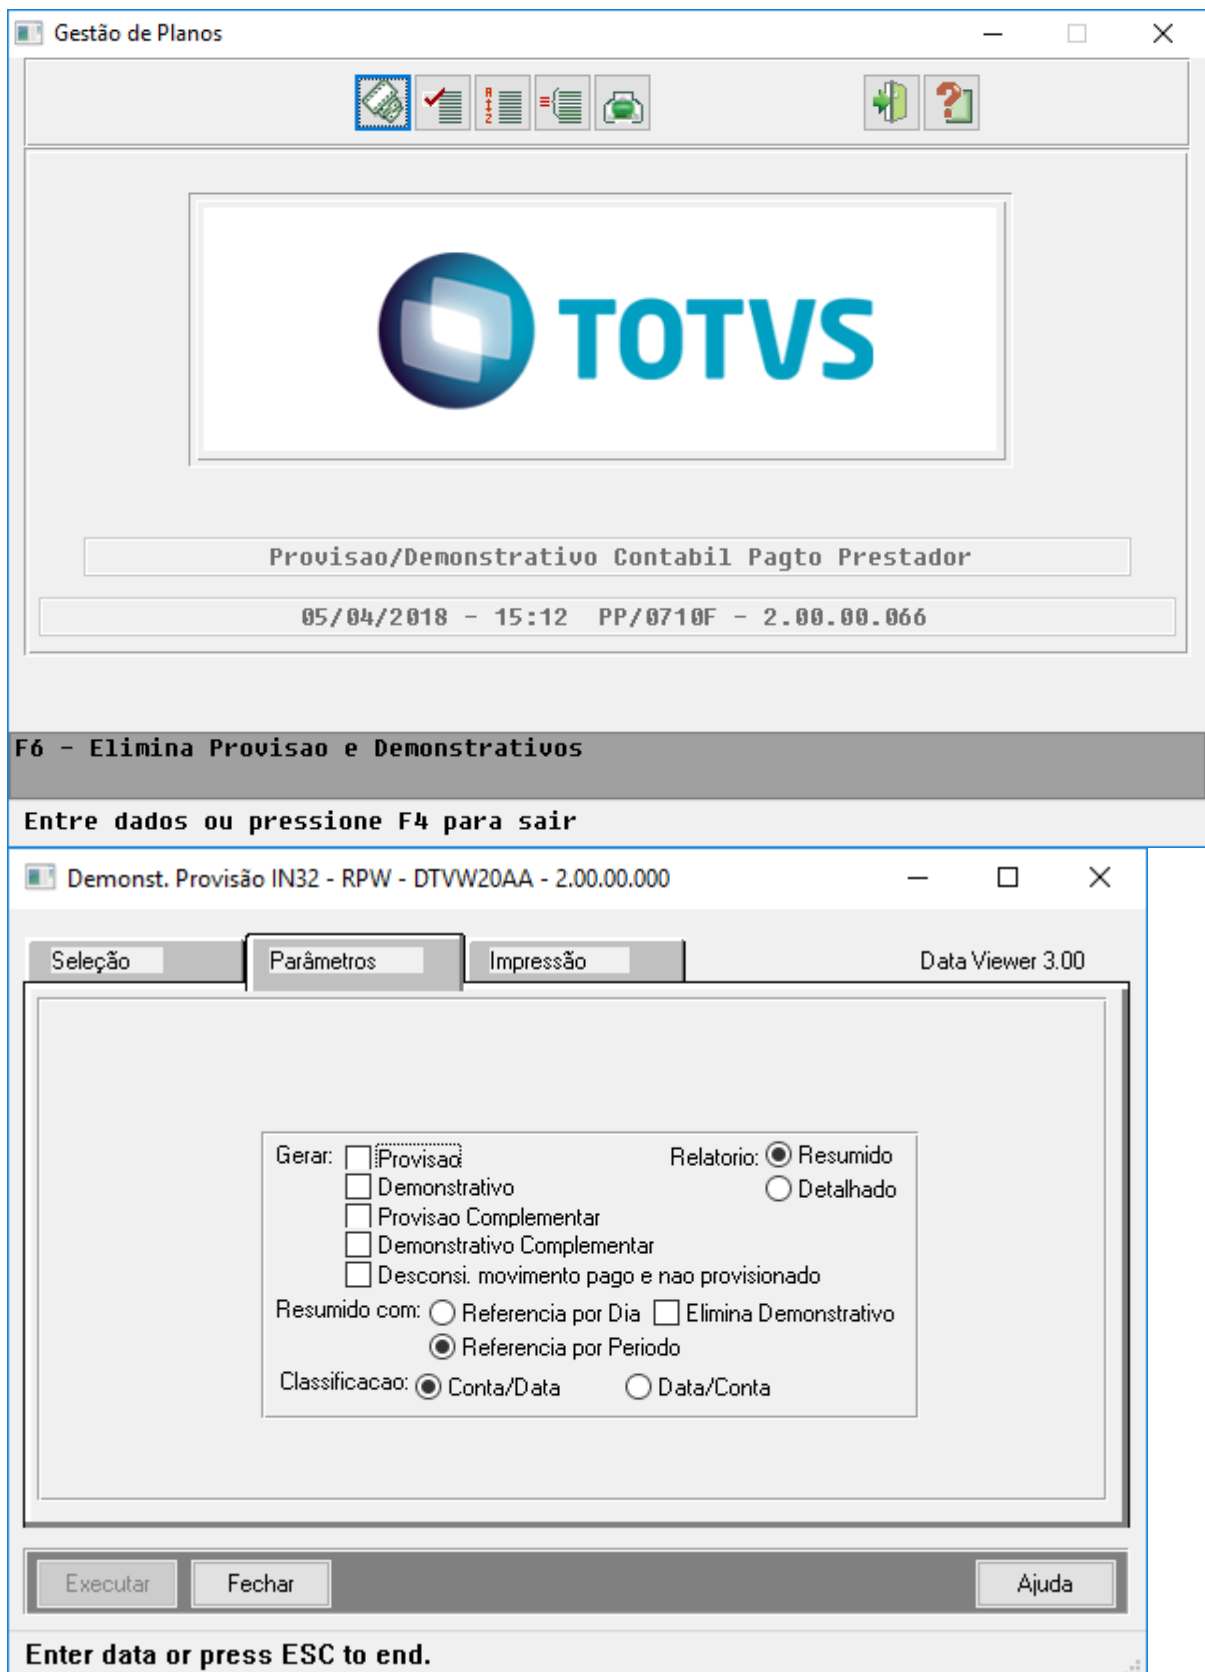 Gestão de Planos
TOTVS
Provisao/Demonstrativo Contabil Pagto Prestador
05/04/2018 - 15:12 PP/0710F - 2.00.00.066
F6 - Elimina Provisao e Demonstrativos
Entre dados ou pressione F4 para sair
Demonst. Provisão IN32 - RPW - DTVW20AA - 2.00.00.000
Seleção Parâmetros Impressão Data Viewer 3.00
Gerar: Provisao Relatorio: Resumido
Demonstrativo Detalhado
Provisao Complementar
Demonstrativo Complementar
Desconsi. movimento pago e nao provisionado
Resumido com: Referencia por Dia Elimina Demonstrativo
Referencia por Periodo
Classificacao: Conta/Data Data/Conta
Executar Fechar Ajuda
Enter data or press ESC to end.